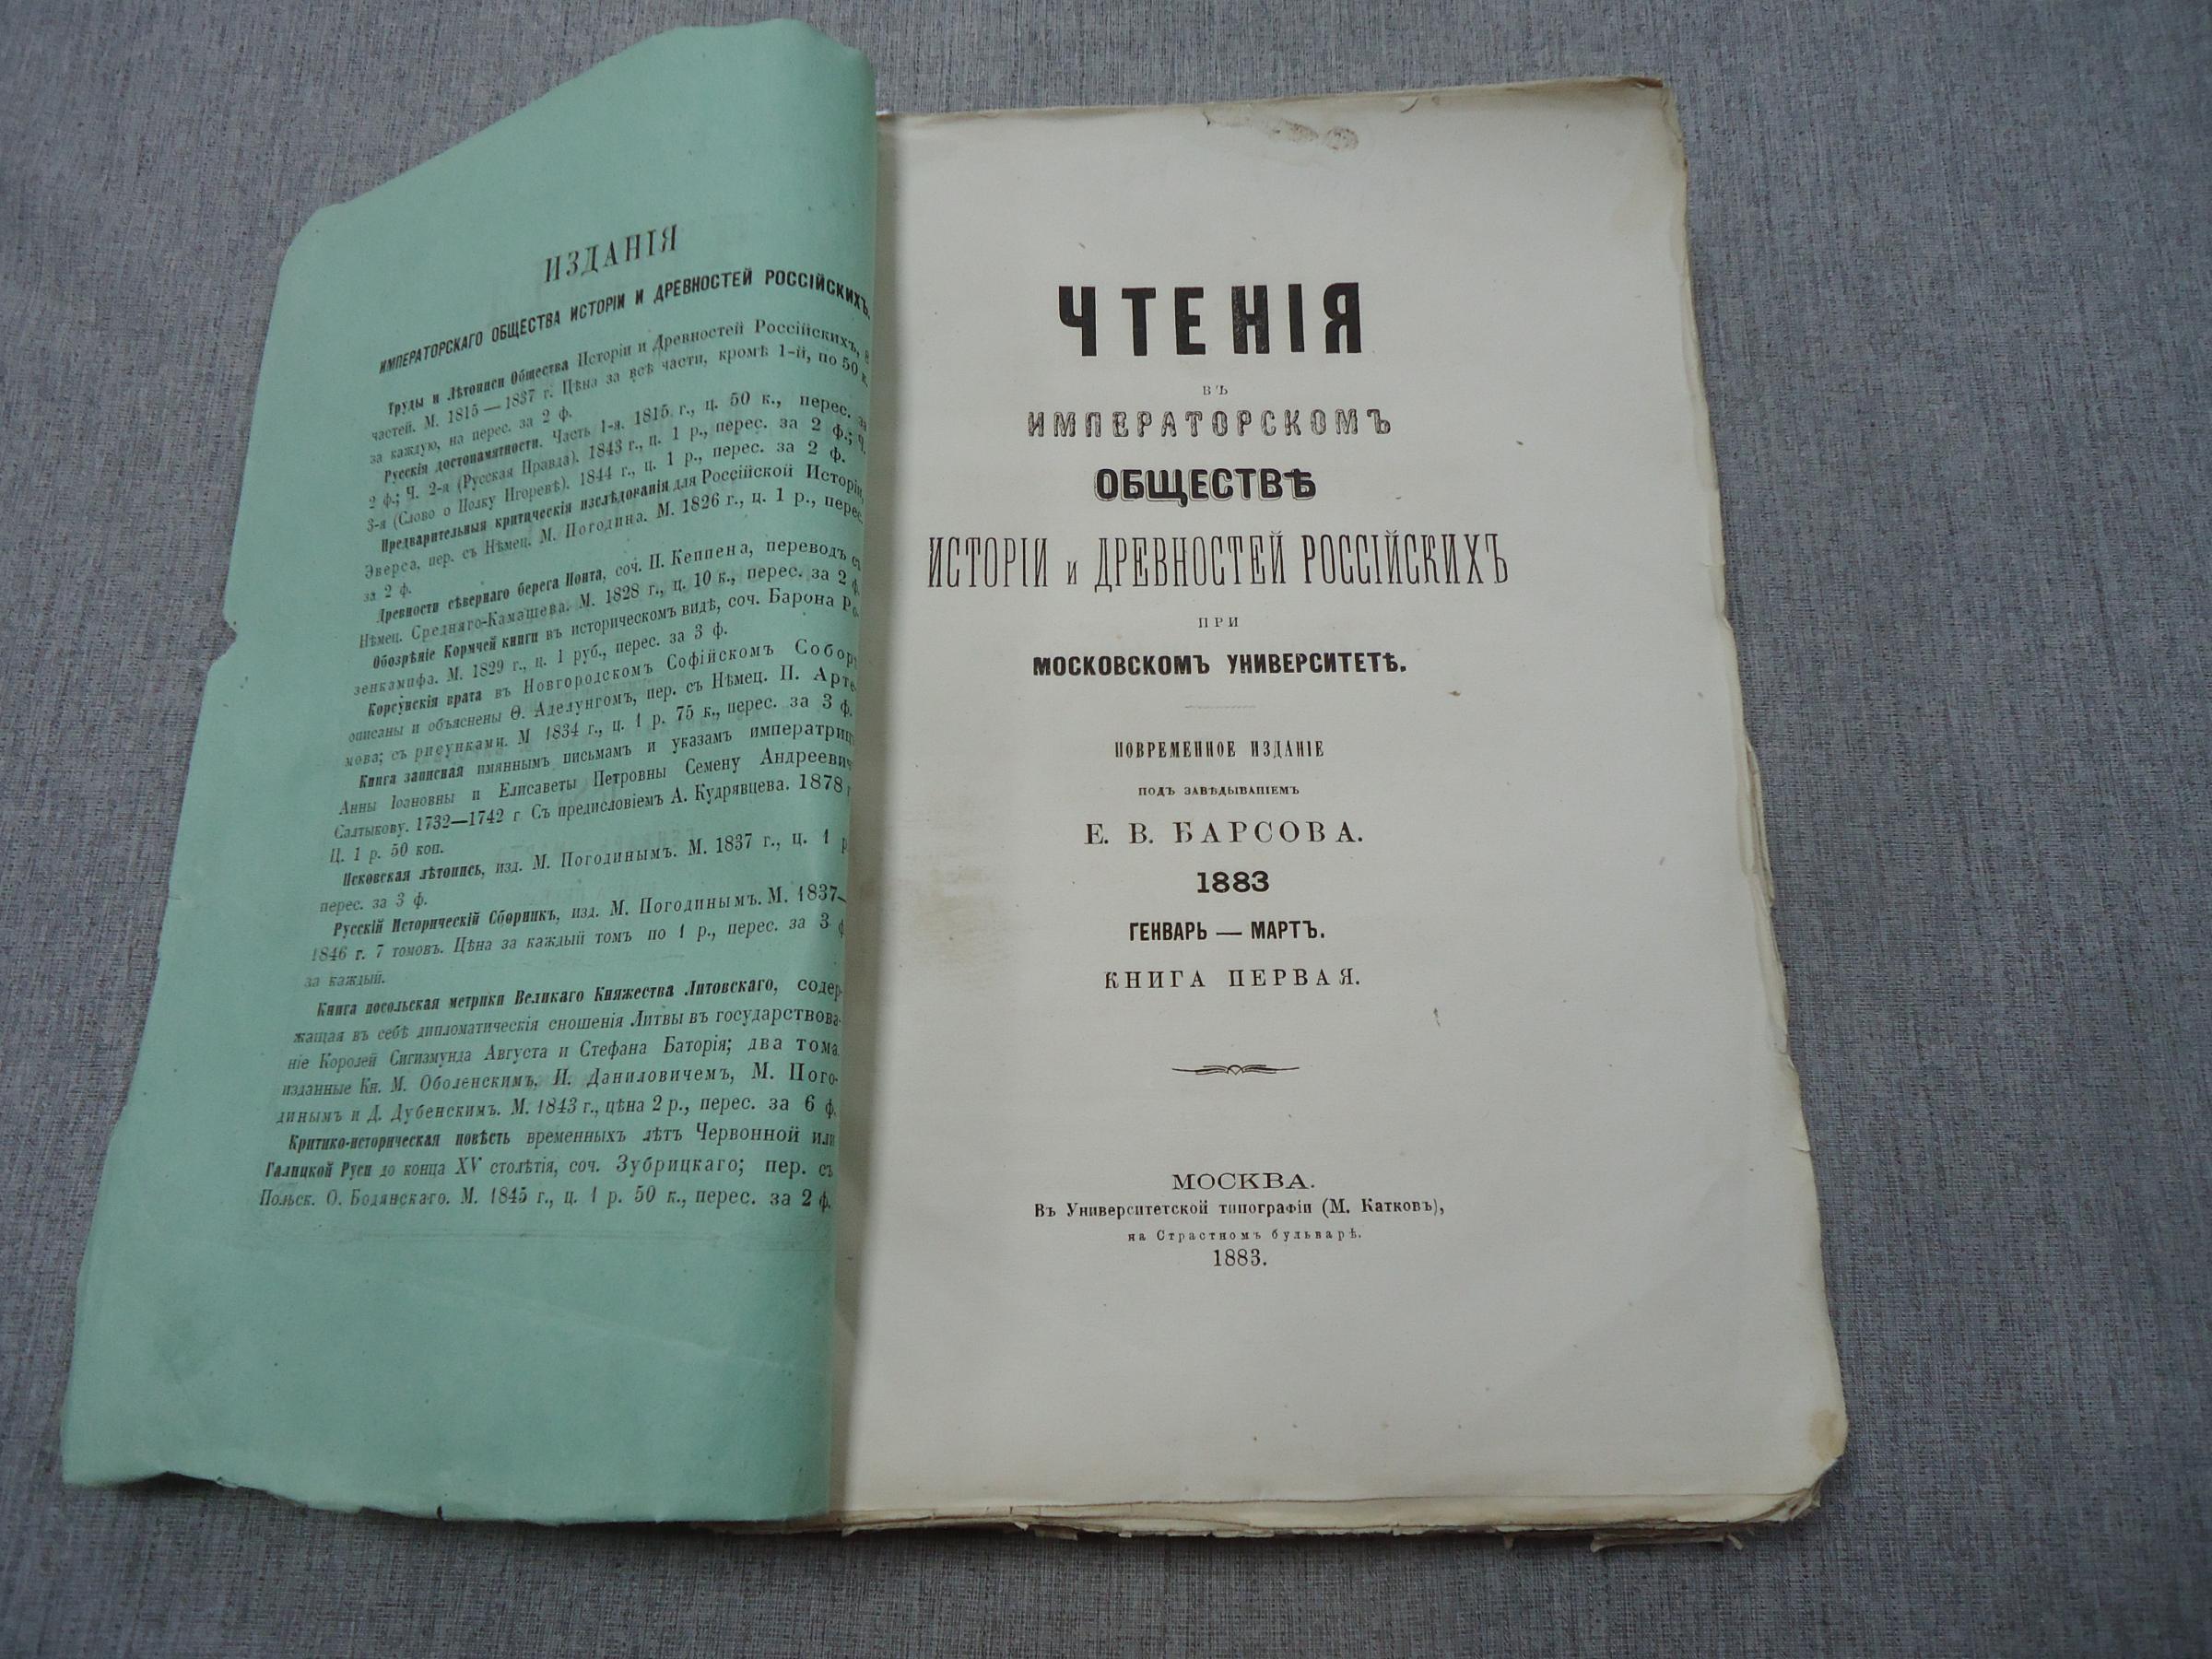 ИЗДАНІЯ
ИМПЕРАТОРСКАГО ОБЩЕСТВА ИСТОРІИ И ДРЕВНОСТЕЙ РОССІЙСКИХЪ.
Труды и Лѣтописи Общества Исторіи и Древностей Россійскихъ, 8
частей. М. 1815—1837 г. Цѣна за всѣ части, кромѣ 1-й, по 50 к.
за каждую, на перес. за 2 ф.
Русскія достопамятности. Часть 1-я. 1815 г., ц. 50 к., перес. за
2 ф.; Ч. 2-я (Русская Правда). 1843 г., ц. 1 р., перес. за 2 ф.; Ч.
3-я (Слово о Полку Игоревѣ). 1844 г., ц. 1 р., перес. за 2 ф.
Предварительныя критическія изслѣдованія для Россійской Исторіи,
Эверса, пер. съ Нѣмец. М. Погодина. М. 1826 г., ц. 1 р., перес.
за 2 ф.
Древности сѣвернаго берега Понта, соч. П. Кеппена, переводъ съ
Нѣмец. Средняго-Камашева. М. 1828 г., ц. 10 к., перес. за 2 ф.
Обозрѣніе Кормчей книги въ историческомъ видѣ, соч. Барона Ро-
зенкампфа. М. 1829 г., ц. 1 руб., перес. за 3 ф.
Корсунскія врата въ Новгородскомъ Софійскомъ Собор
описаны и объяснены Ѳ. Аделунгомъ, пер. съ Нѣмец. П. Арте-
мова; съ рисунками. М 1834 г., ц. 1 р. 75 к., перес. за 3 ф.
Книга записная имяннымъ письмамъ и указамъ императриц
Анны Іоановны и Елисаветы Петровны Семену Андреевич
Салтыкову. 1732—1742 г Съ предисловіемъ А. Кудрявцева. 1878 г
Ц. 1 р. 50 коп.
Псковская лѣтопись, изд. М. Погодинымъ. М. 1837 г., ц. 1 р
перес. за 3 ф.
Русскій Историческій Сборникъ, изд. М. Погодинымъ. М. 1837—
1846 г. 7 томовъ. Цѣна за каждый томъ по 1 р., перес. за 3 ф
за каждый.
Книга посольская метрики Великаго Княжества Литовскаго, содер-
жащая въ себѣ дипломатическія сношенія Литвы въ государствова-
ніе Королей Сигизмунда Августа и Стефана Баторія; два тома
изданные Кн. М. Оболенскимъ, И. Даниловичемъ, М. Пого-
динымъ и Д. Дубенскимъ. М. 1843 г., цѣна 2 р., перес. за 6 ф.
Критико-историческая повѣсть временныхъ лѣтъ Червонной или
Галицкой Руси до конца XV столѣтія, соч. Зубрицкаго; пер. съ
Польск. О. Бодянскаго. М. 1845 г., ц. 1 р. 50 к., перес. за 2 ф.
ЧТЕНІЯ
ВЪ
ИМПЕРАТОРСКОМЪ
ОБЩЕСТВѢ
ИСТОРІИ и ДРЕВНОСТЕЙ РОССІЙСКИХЪ
ПРИ
МОСКОВСКОМЪ УНИВЕРСИТЕТѢ.
ПОВРЕМЕННОЕ ИЗДАНІЕ
ПОДЪ ЗАВѢДЫВАНІЕМЪ
Е. В. БАРСОВА.
1883
ГЕНВАРЬ — МАРТЪ.
КНИГА ПЕРВАЯ.
МОСКВА.
Въ Университетской типографіи (М. Катковъ),
на Страстномъ бульварѣ.
1883.